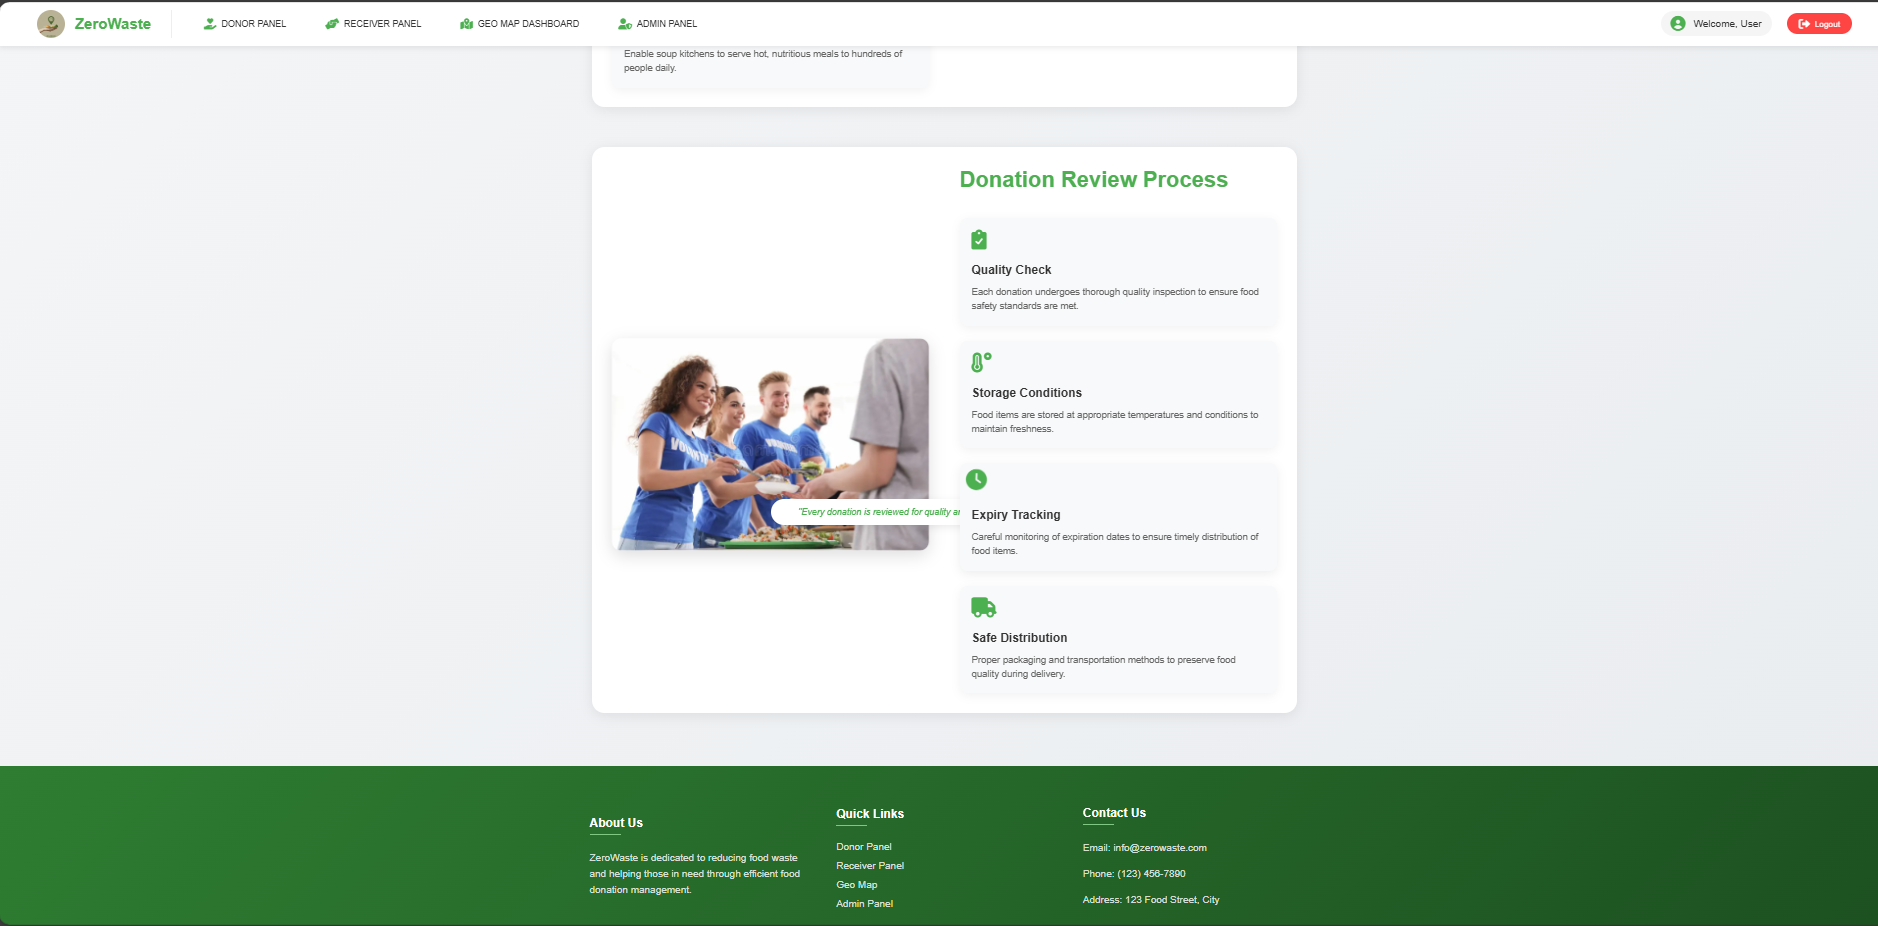 ZeroWaste
DONOR PANEL
RECEIVER PANEL
GEO MAP DASHBOARD
ADMIN PANEL
Welcome, User
Logout
Enable soup kitchens to serve hot, nutritious meals to hundreds of
people daily.
Donation Review Process
Quality Check
Each donation undergoes thorough quality inspection to ensure food
safety standards are met.
Storage Conditions
Food items are stored at appropriate temperatures and conditions to
maintain freshness.
"Every donation is reviewed for quality
Expiry Tracking
Careful monitoring of expiration dates to ensure timely distribution of
food items.
Safe Distribution
Proper packaging and transportation methods to preserve food
quality during delivery.
About Us
ZeroWaste is dedicated to reducing food waste
and helping those in need through efficient food
donation management.
Quick Links
Donor Panel
Receiver Panel
Geo Map
Admin Panel
Contact Us
Email: info@zerowaste.com
Phone: (123) 456-7890
Address: 123 Food Street, City